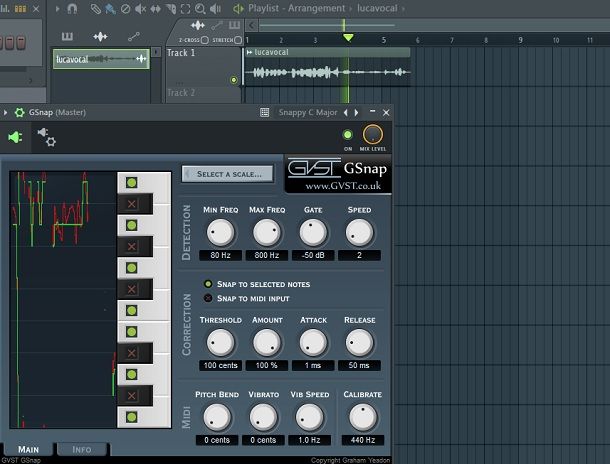 Playlist - Arrangement › lucavocal ›
Z-CROSS STRETCH
1 2 3 4 5 6 7 8 9 10 11
lucavocal
Track 1
lucavocal
Track 2
GSnap (Master)
Snappy C Major
ON
MIX LEVEL
SELECT A SCALE...
GVST GSnap
www.GVST.co.uk
DETECTION
MIN FREQ MAX FREQ GATE SPEED
80 Hz 800 Hz -50 dB 2
CORRECTION
SNAP TO SELECTED NOTES
SNAP TO MIDI INPUT
THRESHOLD AMOUNT ATTACK RELEASE
100 cents 100 % 1 ms 50 ms
MIDI
PITCH BEND VIBRATO VIB SPEED CALIBRATE
0 cents 0 cents 1.0 Hz 440 Hz
MAIN INFO
GVST GSnap
Copyright Graham Yeadon